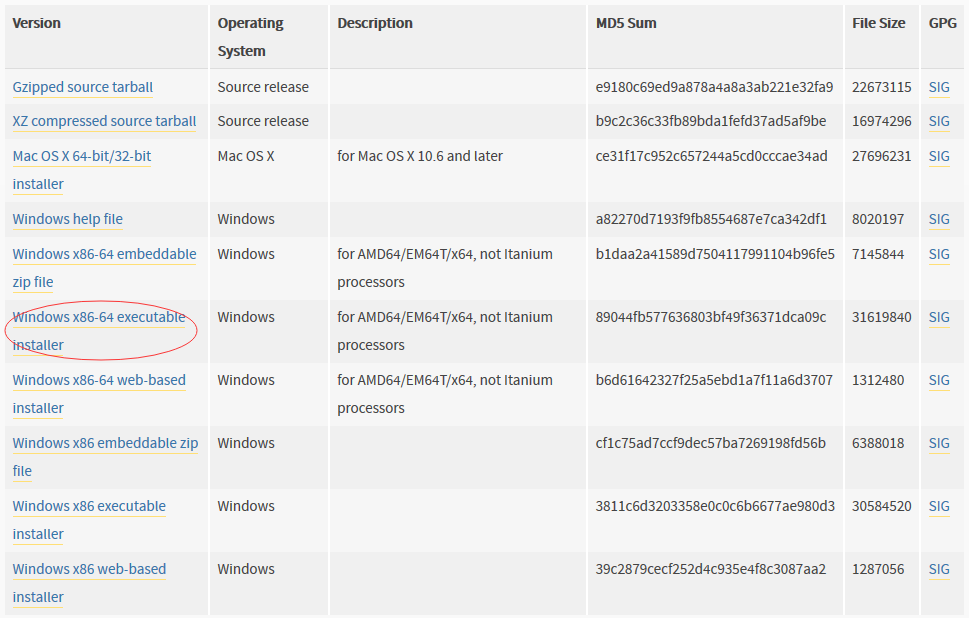 Version Operating System Description MD5 Sum File Size GPG
Gzipped source tarball Source release e9180c69ed9a878a4a8a3ab221e32fa9 22673115 SIG
XZ compressed source tarball Source release b9c2c36c33fb89bda1fefd37ad5af9be 16974296 SIG
Mac OS X 64-bit/32-bit installer Mac OS X for Mac OS X 10.6 and later ce31f17c952c657244a5cd0cccae34ad 27696231 SIG
Windows help file Windows a82270d7193f9fb8554687e7ca342df1 8020197 SIG
Windows x86-64 embeddable zip file Windows for AMD64/EM64T/x64, not Itanium processors b1daa2a41589d7504117991104b96fe5 7145844 SIG
Windows x86-64 executable installer Windows for AMD64/EM64T/x64, not Itanium processors 89044fb577636803bf49f36371dca09c 31619840 SIG
Windows x86-64 web-based installer Windows for AMD64/EM64T/x64, not Itanium processors b6d61642327f25a5ebd1a7f11a6d3707 1312480 SIG
Windows x86 embeddable zip file Windows cf1c75ad7ccf9dec57ba7269198fd56b 6388018 SIG
Windows x86 executable installer Windows 3811c6d3203358e0c0c6b6677ae980d3 30584520 SIG
Windows x86 web-based installer Windows 39c2879cecf252d4c935e4f8c3087aa2 1287056 SIG